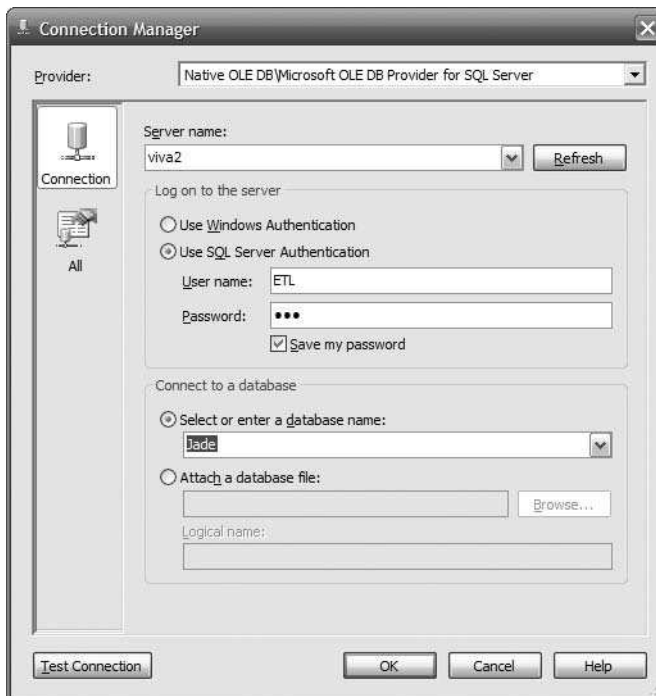 Connection Manager
Provider: Native OLE DB\Microsoft OLE DB Provider for SQL Server
Connection
All
Server name:
viva2 Refresh
Log on to the server
Use Windows Authentication
Use SQL Server Authentication
User name: ETL
Password: •••
Save my password
Connect to a database
Select or enter a database name:
Jade
Attach a database file:
Browse...
Logical name:
Test Connection OK Cancel Help